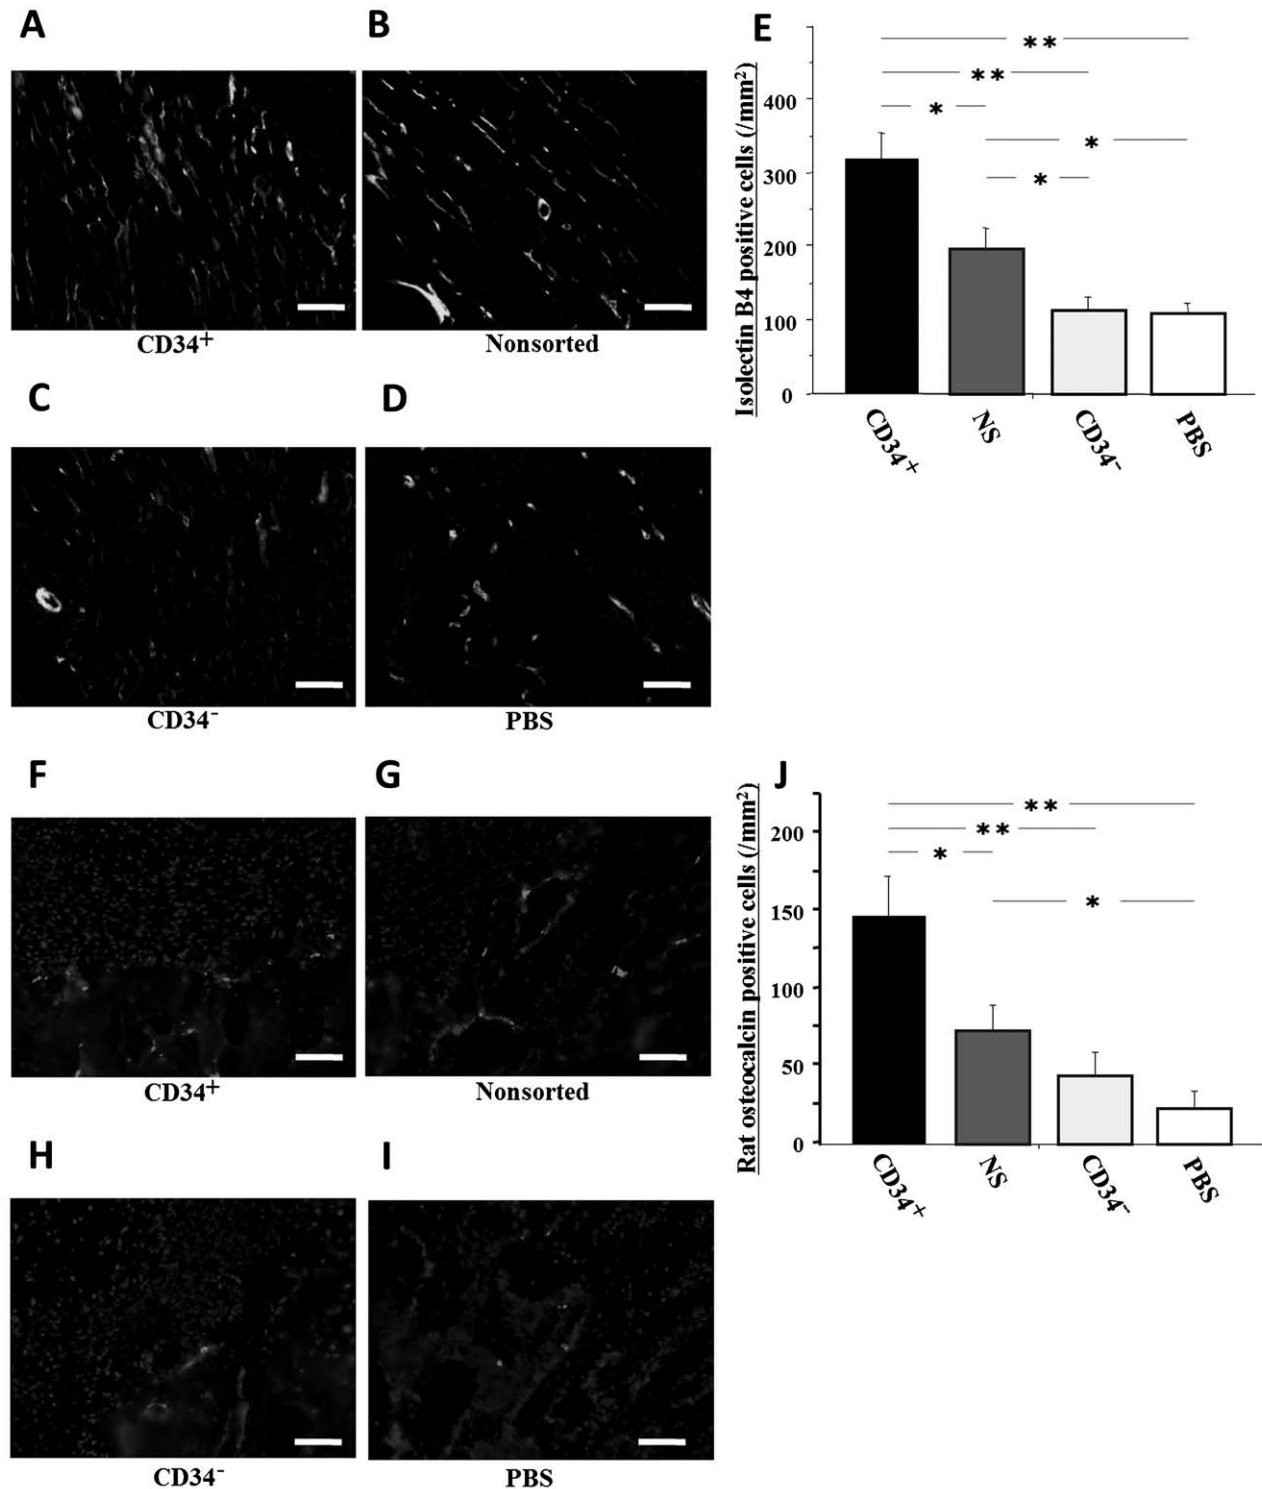 A
B
CD34+
Nonsorted
C
D
CD34-
PBS
E
Isolectin B4 positive cells (/mm2)
400
300
200
100
0
**
**
*
*
*
CD34+
NS
CD34-
PBS
F
G
CD34+
Nonsorted
H
I
CD34-
PBS
J
Rat osteocalcin positive cells (/mm2)
200
150
100
50
0
**
**
*
*
CD34+
NS
CD34-
PBS